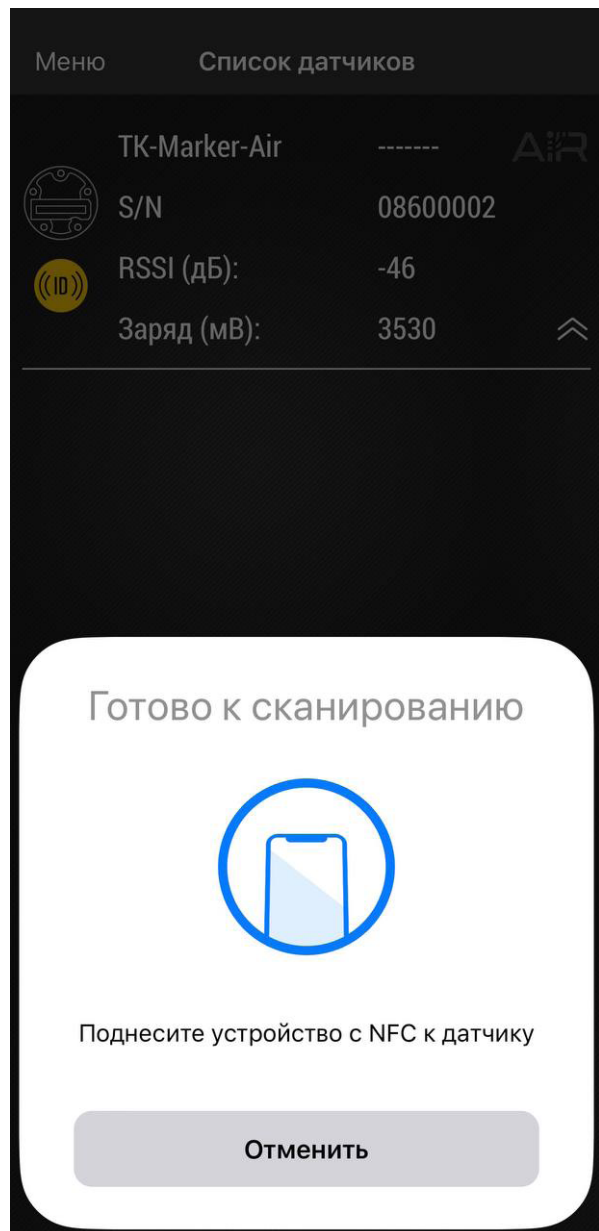 Меню Список датчиков
TK-Marker-Air ------- AIR
S/N 08600002
((ID)) RSSI (дБ): -46
Заряд (мВ): 3530
Готово к сканированию
Поднесите устройство с NFC к датчику
Отменить